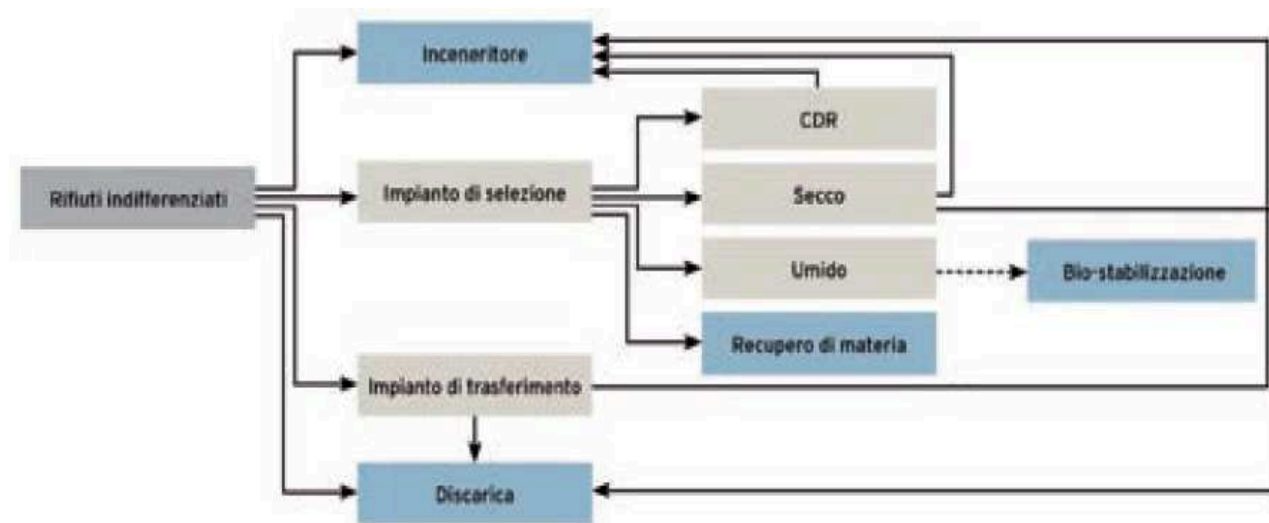 Inceneritore
CDR
Rifiuti indifferenziati
Impianto di selezione
Secco
Umido
Bio-stabilizzazione
Recupero di materia
Impianto di trasferimento
Discarica